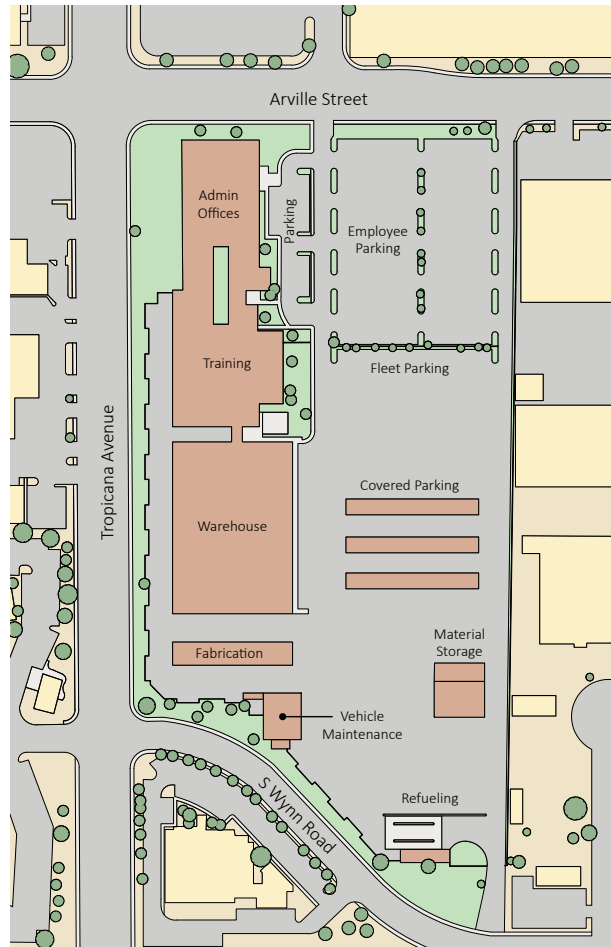 Arville Street
Admin
Offices
Parking
Employee
Parking
Training
Fleet Parking
Tropicana Avenue
Covered Parking
Warehouse
Material
Storage
Fabrication
Vehicle
Maintenance
S Wynn Road
Refueling